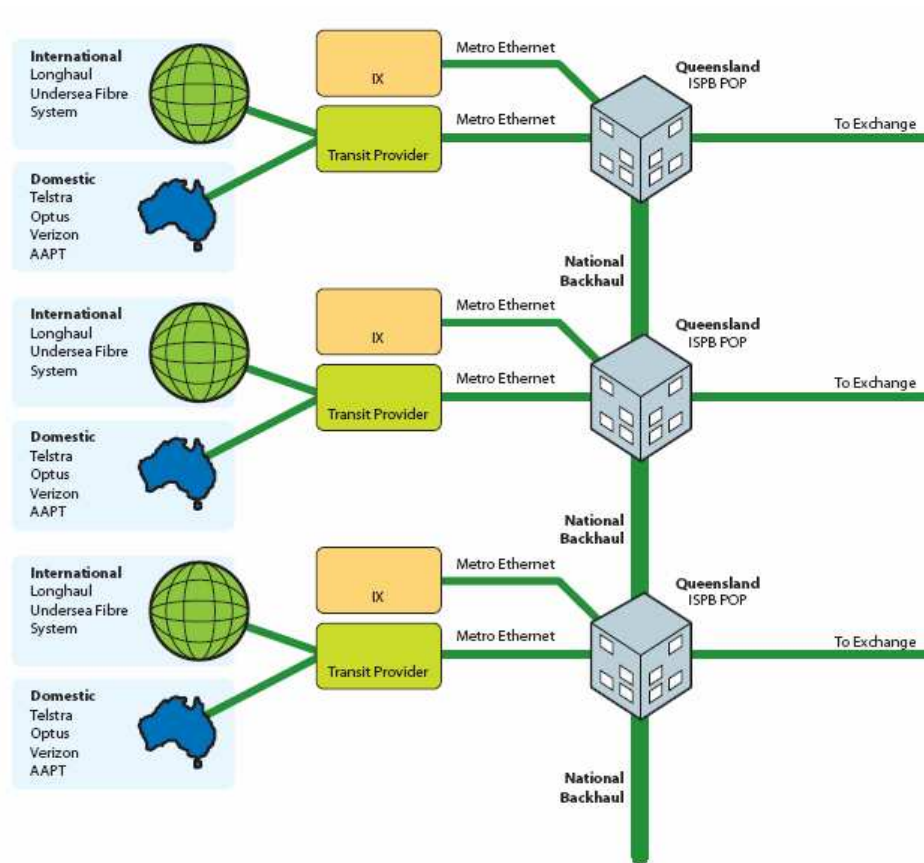 International
Longhaul
Undersea Fibre
System
IX
Metro Ethernet
Queensland
ISPB POP
Metro Ethernet
To Exchange
Transit Provider
Domestic
Telstra
Optus
Verizon
AAPT
National
Backhaul
International
Longhaul
Undersea Fibre
System
IX
Metro Ethernet
Queensland
ISPB POP
Metro Ethernet
To Exchange
Transit Provider
Domestic
Telstra
Optus
Verizon
AAPT
National
Backhaul
International
Longhaul
Undersea Fibre
System
IX
Metro Ethernet
Queensland
ISPB POP
Metro Ethernet
To Exchange
Transit Provider
Domestic
Telstra
Optus
Verizon
AAPT
National
Backhaul